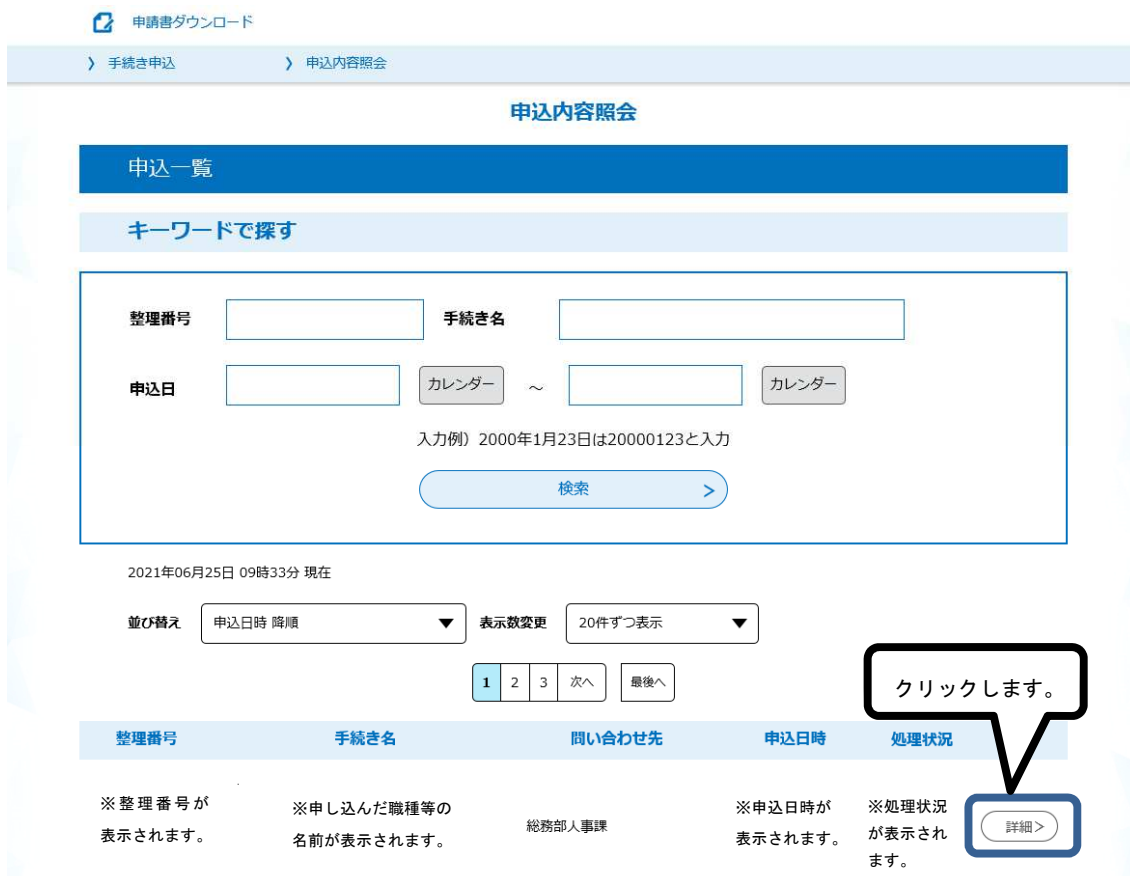 申請書ダウンロード
❯ 手続き申込 ❯ 申込内容照会
申込内容照会
申込一覧
キーワードで探す
整理番号 手続き名
申込日 カレンダー ～ カレンダー
入力例）2000年1月23日は20000123と入力
検索 >
2021年06月25日 09時33分 現在
並び替え 申込日時 降順 ▼ 表示数変更 20件ずつ表示 ▼
1 2 3 次へ 最後へ
クリックします。
整理番号 手続き名 問い合わせ先 申込日時 処理状況
※整理番号が
表示されます。
※申し込んだ職種等の
名前が表示されます。
総務部人事課
※申込日時が
表示されます。
※処理状況
が表示され
ます。
詳細>